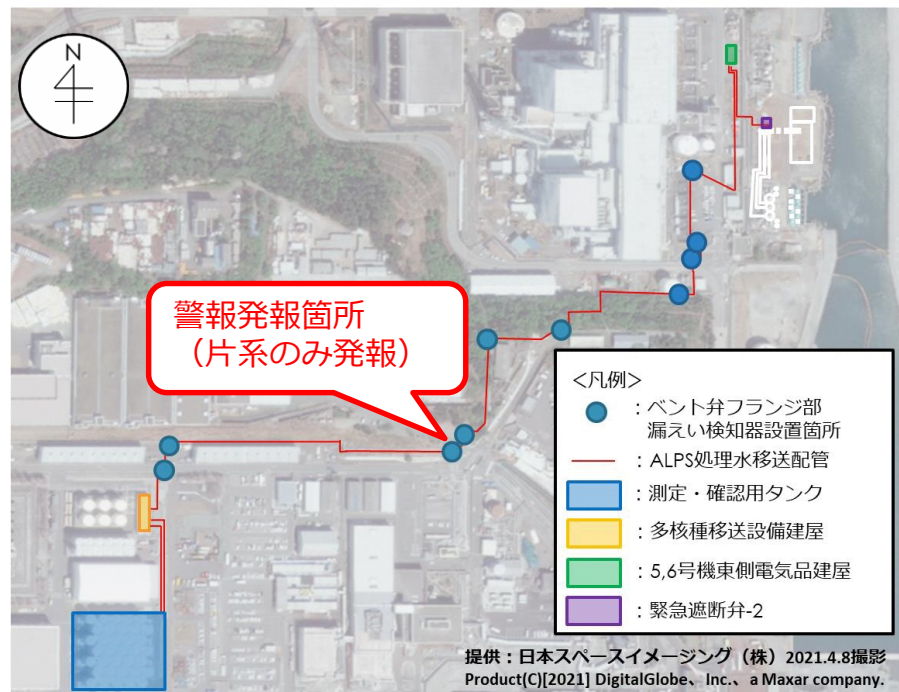 N
警報発報箇所
（片系のみ発報）
＜凡例＞
：ベント弁フランジ部
漏えい検知器設置箇所
：ALPS処理水移送配管
：測定・確認用タンク
：多核種移送設備建屋
：5,6号機東側電気品建屋
：緊急遮断弁-2
提供：日本スペースイメージング（株）2021.4.8撮影
Product(C)[2021] DigitalGlobe、Inc.、a Maxar company.